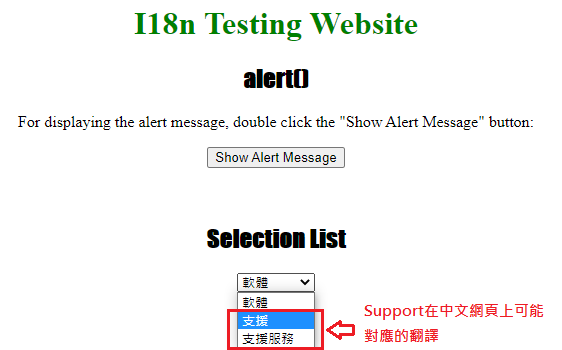 I18n Testing Website
alert()
For displaying the alert message, double click the "Show Alert Message" button:
Show Alert Message
Selection List
軟體
軟體
支援
支援服務
Support在中文網頁上可能
對應的翻譯